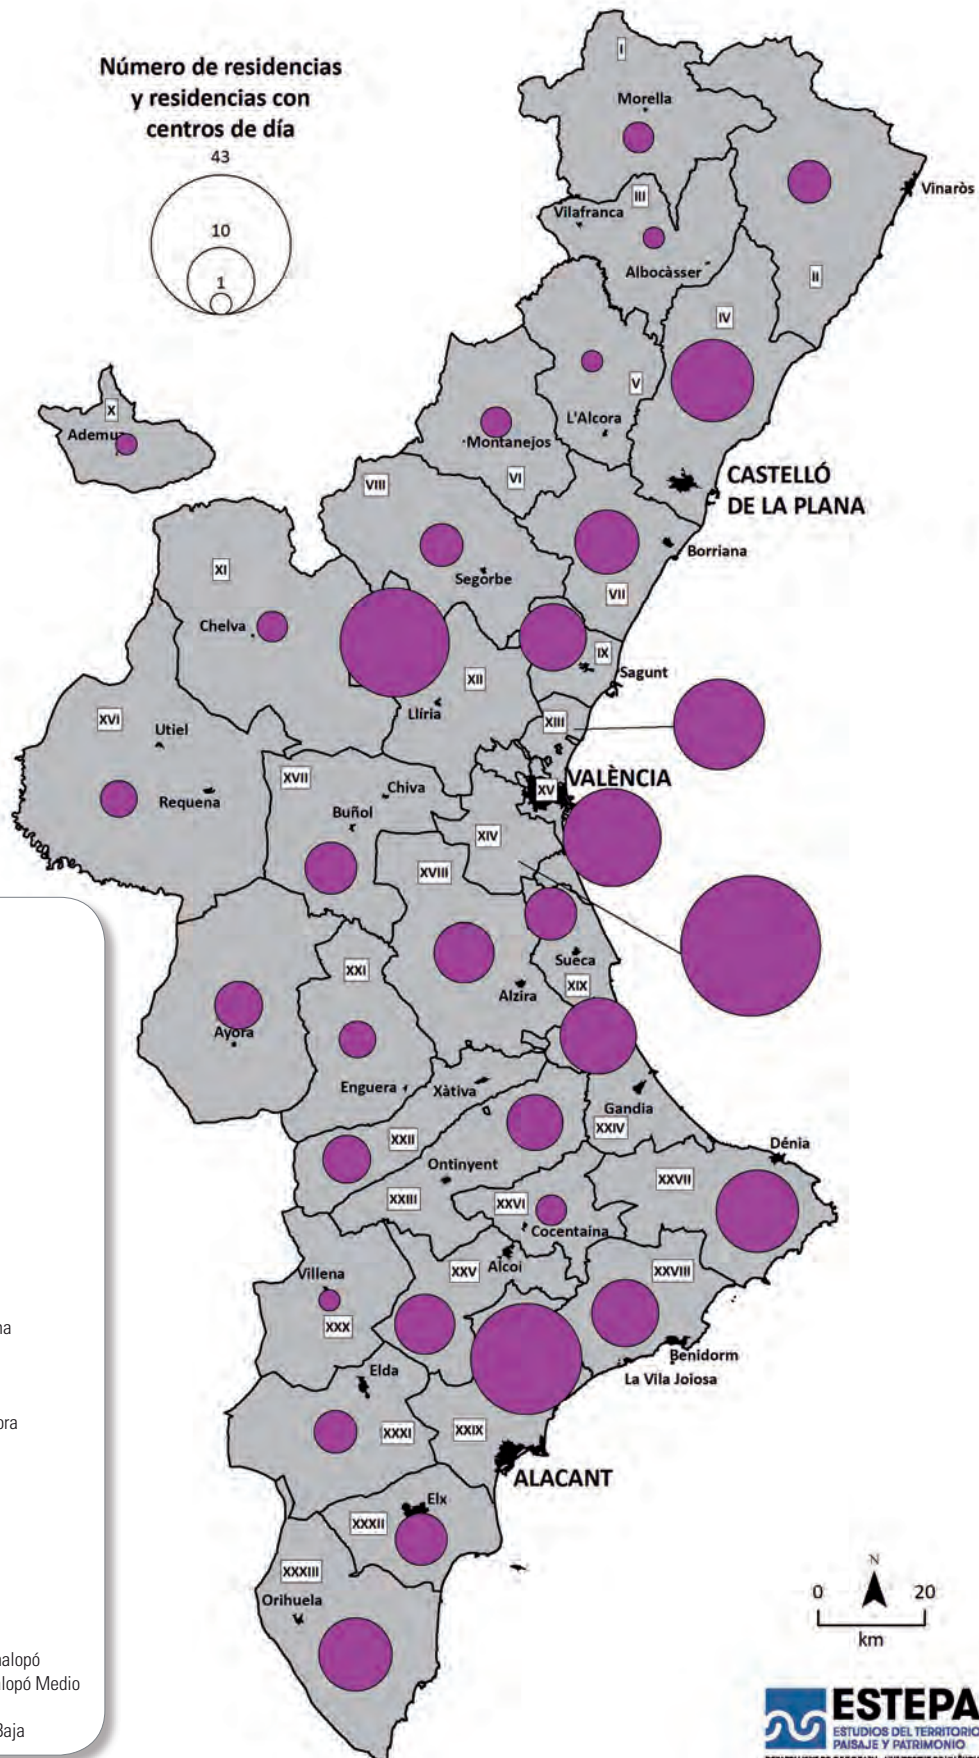 Número de residencias
y residencias con
centros de día
43
10
1
I
Morella
Vinaròs
III
Vilafranca
Albocàsser
II
IV
V
L'Alcora
X
Montanejos
VI
VIII
CASTELLÓ
DE LA PLANA
Borriana
Segorbe
XI
VII
Chelva
IX
Sagunt
XII
Llíria
XIII
XVI
Utiel
Requena
XVII
Chiva
Buñol
XV
VALÈNCIA
XIV
XVIII
Sueca
XIX
Alzira
XXI
Ayora
Enguera
Xàtiva
Gandia
XXIV
XXII
Ontinyent
XXIII
Dénia
XXVII
XXVI
Cocentaina
XXV
Alcoi
XXVIII
Villena
XXX
Benidorm
La Vila Joiosa
Elda
XXXI
XXIX
ALACANT
Elx
XXXII
XXXIII
Orihuela
N
0 20
km
Baja
ESTEPA
ESTUDIOS DEL TERRITORIO
PAISAJE Y PATRIMONIO